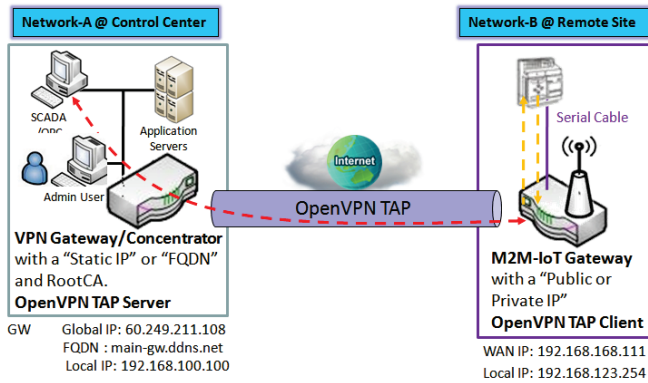 Network-A @ Control Center
Network-B @ Remote Site
SCADA
/OPC
Application
Servers
Admin User
Internet
OpenVPN TAP
Serial Cable
VPN Gateway/Concentrator
with a “Static IP” or “FQDN”
and RootCA.
OpenVPN TAP Server
GW Global IP: 60.249.211.108
FQDN : main-gw.ddns.net
Local IP: 192.168.100.100
M2M-IoT Gateway
with a “Public or
Private IP”
OpenVPN TAP Client
WAN IP: 192.168.168.111
Local IP: 192.168.123.254